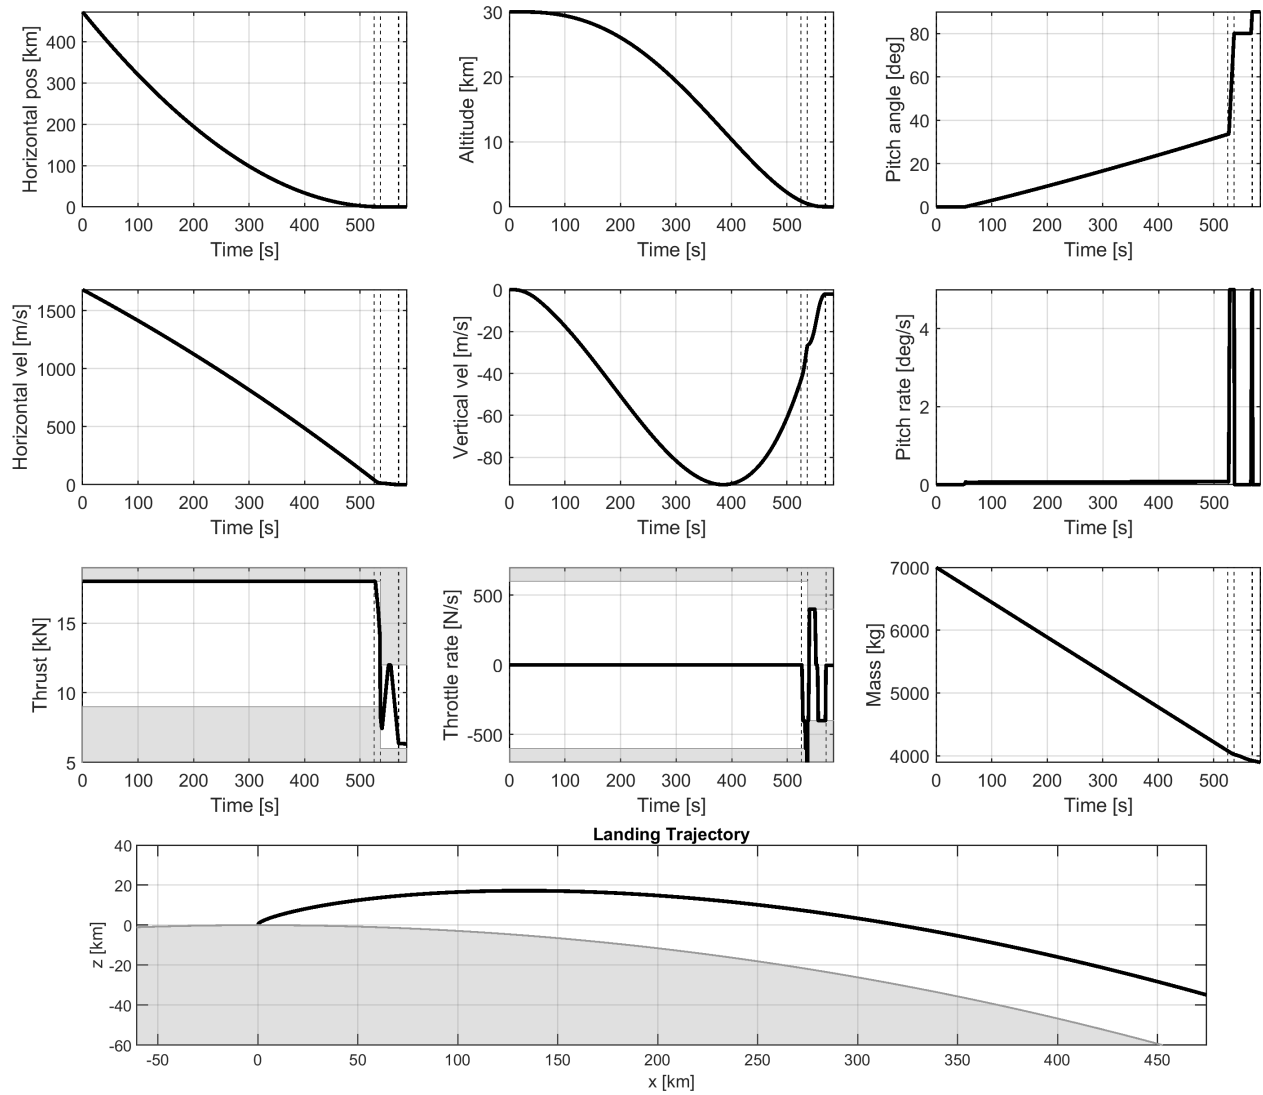 Horizontal pos [km]
400
300
200
100
0
0 100 200 300 400 500
Time [s]
Altitude [km]
30
20
10
0
0 100 200 300 400 500
Time [s]
Pitch angle [deg]
80
60
40
20
0
0 100 200 300 400 500
Time [s]
Horizontal vel [m/s]
1500
1000
500
0
0 100 200 300 400 500
Time [s]
Vertical vel [m/s]
0
-20
-40
-60
-80
0 100 200 300 400 500
Time [s]
Pitch rate [deg/s]
4
2
0
0 100 200 300 400 500
Time [s]
Thrust [kN]
15
10
5
0 100 200 300 400 500
Time [s]
Throttle rate [N/s]
500
0
-500
0 100 200 300 400 500
Time [s]
Mass [kg]
7000
6000
5000
4000
0 100 200 300 400 500
Time [s]
Landing Trajectory
z [km]
40
20
0
-20
-40
-60
-50 0 50 100 150 200 250 300 350 400 450
x [km]